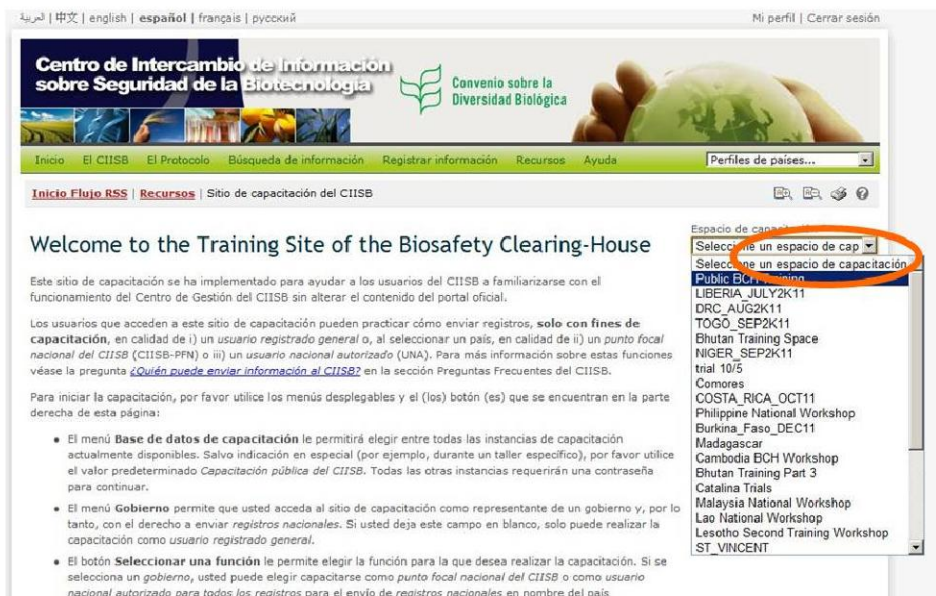 العربية | 中文 | english | español | français | русский
Mi perfil | Cerrar sesión
Centro de Intercambio de Información
sobre Seguridad de la Biotecnología
Convenio sobre la
Diversidad Biológica
Inicio El CIISB El Protocolo Búsqueda de información Registrar información Recursos Ayuda
Perfiles de países...
Inicio Flujo RSS | Recursos | Sitio de capacitación del CIISB
Espacio de capacitación
Seleccione un espacio de cap
Seleccione un espacio de capacitación
Public BCH Training
LIBERIA_JULY2K11
DRC_AUG2K11
TOGO_SEP2K11
Bhutan Training Space
NIGER_SEP2K11
trial 10/5
Comores
COSTA_RICA_OCT11
Philippine National Workshop
Burkina_Faso_DEC11
Madagascar
Cambodia BCH Workshop
Bhutan Training Part 3
Catalina Trials
Malaysia National Workshop
Lao National Workshop
Lesotho Second Training Workshop
ST_VINCENT
Welcome to the Training Site of the Biosafety Clearing-House
Este sitio de capacitación se ha implementado para ayudar a los usuarios del CIISB a familiarizarse con el
funcionamiento del Centro de Gestión del CIISB sin alterar el contenido del portal oficial.
Los usuarios que acceden a este sitio de capacitación pueden practicar cómo enviar registros, solo con fines de
capacitación, en calidad de i) un usuario registrado general o, al seleccionar un país, en calidad de ii) un punto focal
nacional del CIISB (CIISB-PFN) o iii) un usuario nacional autorizado (UNA). Para más información sobre estas funciones
véase la pregunta ¿Quién puede enviar información al CIISB? en la sección Preguntas Frecuentes del CIISB.
Para iniciar la capacitación, por favor utilice los menús desplegables y el (los) botón (es) que se encuentran en la parte
derecha de esta página:
• El menú Base de datos de capacitación le permitirá elegir entre todas las instancias de capacitación
actualmente disponibles. Salvo indicación en especial (por ejemplo, durante un taller específico), por favor utilice
el valor predeterminado Capacitación pública del CIISB. Todas las otras instancias requerirán una contraseña
para continuar.
• El menú Gobierno permite que usted acceda al sitio de capacitación como representante de un gobierno y, por lo
tanto, con el derecho a enviar registros nacionales. Si usted deja este campo en blanco, solo puede realizar la
capacitación como usuario registrado general.
• El botón Seleccionar una función le permite elegir la función para la que desea realizar la capacitación. Si se
selecciona un gobierno, usted puede elegir capacitarse como punto focal nacional del CIISB o como usuario
nacional autorizado para todos los registros para el envío de registros nacionales en nombre del país